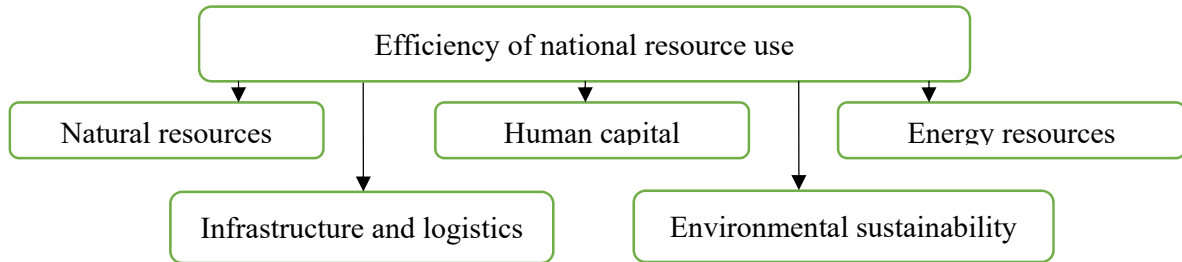 Efficiency of national resource use
Natural resources
Human capital
Energy resources
Infrastructure and logistics
Environmental sustainability